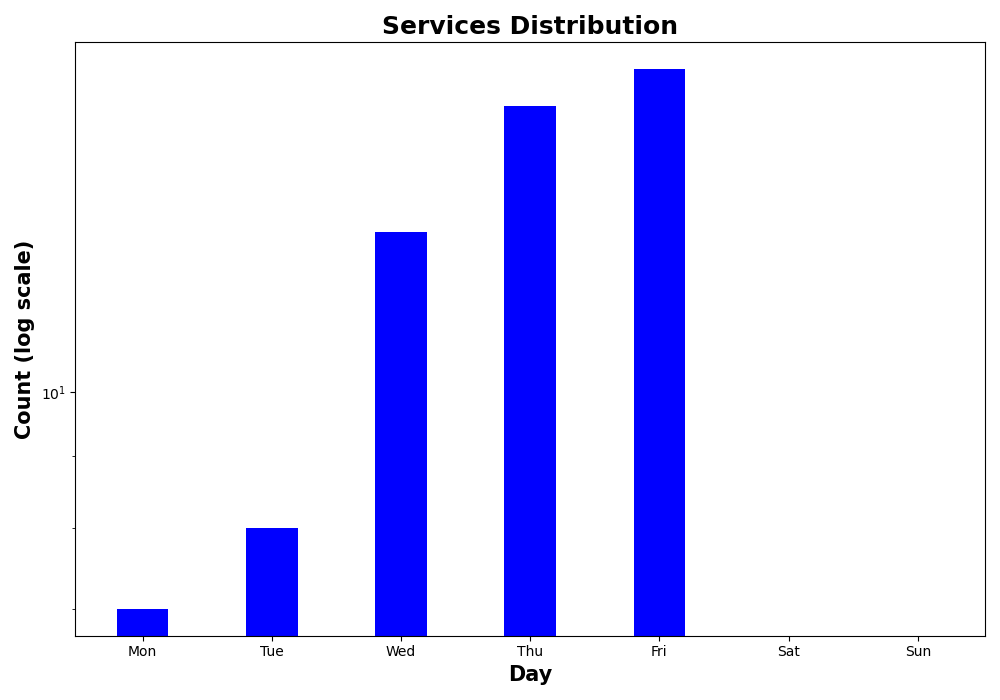 Services Distribution
Count (log scale)
10¹
Mon Tue Wed Thu Fri Sat Sun
Day